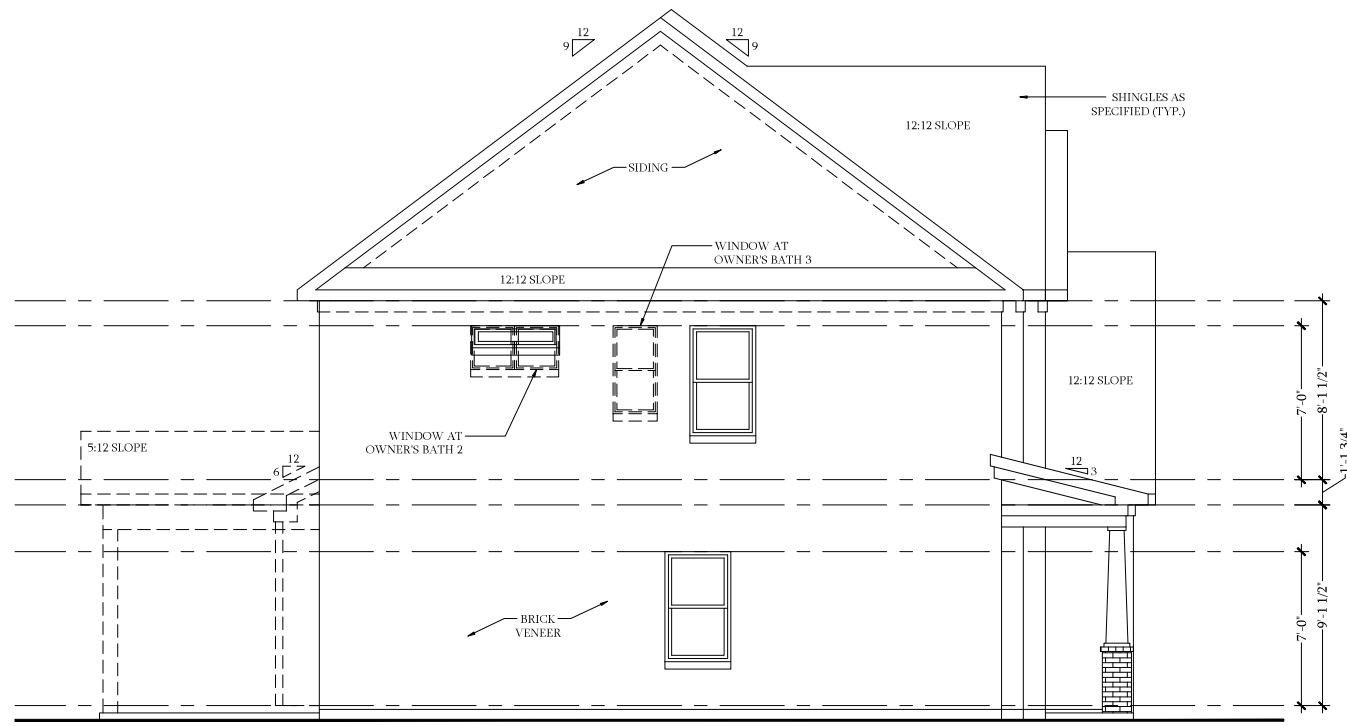 12
9
12
9
SHINGLES AS
SPECIFIED (TYP.)
12:12 SLOPE
SIDING
WINDOW AT
OWNER'S BATH 3
12:12 SLOPE
12:12 SLOPE
7'-0"
8'-1 1/2"
WINDOW AT
OWNER'S BATH 2
5:12 SLOPE
12
6
12
3
1'-1 3/4"
BRICK
VENEER
7'-0"
9'-1 1/2"